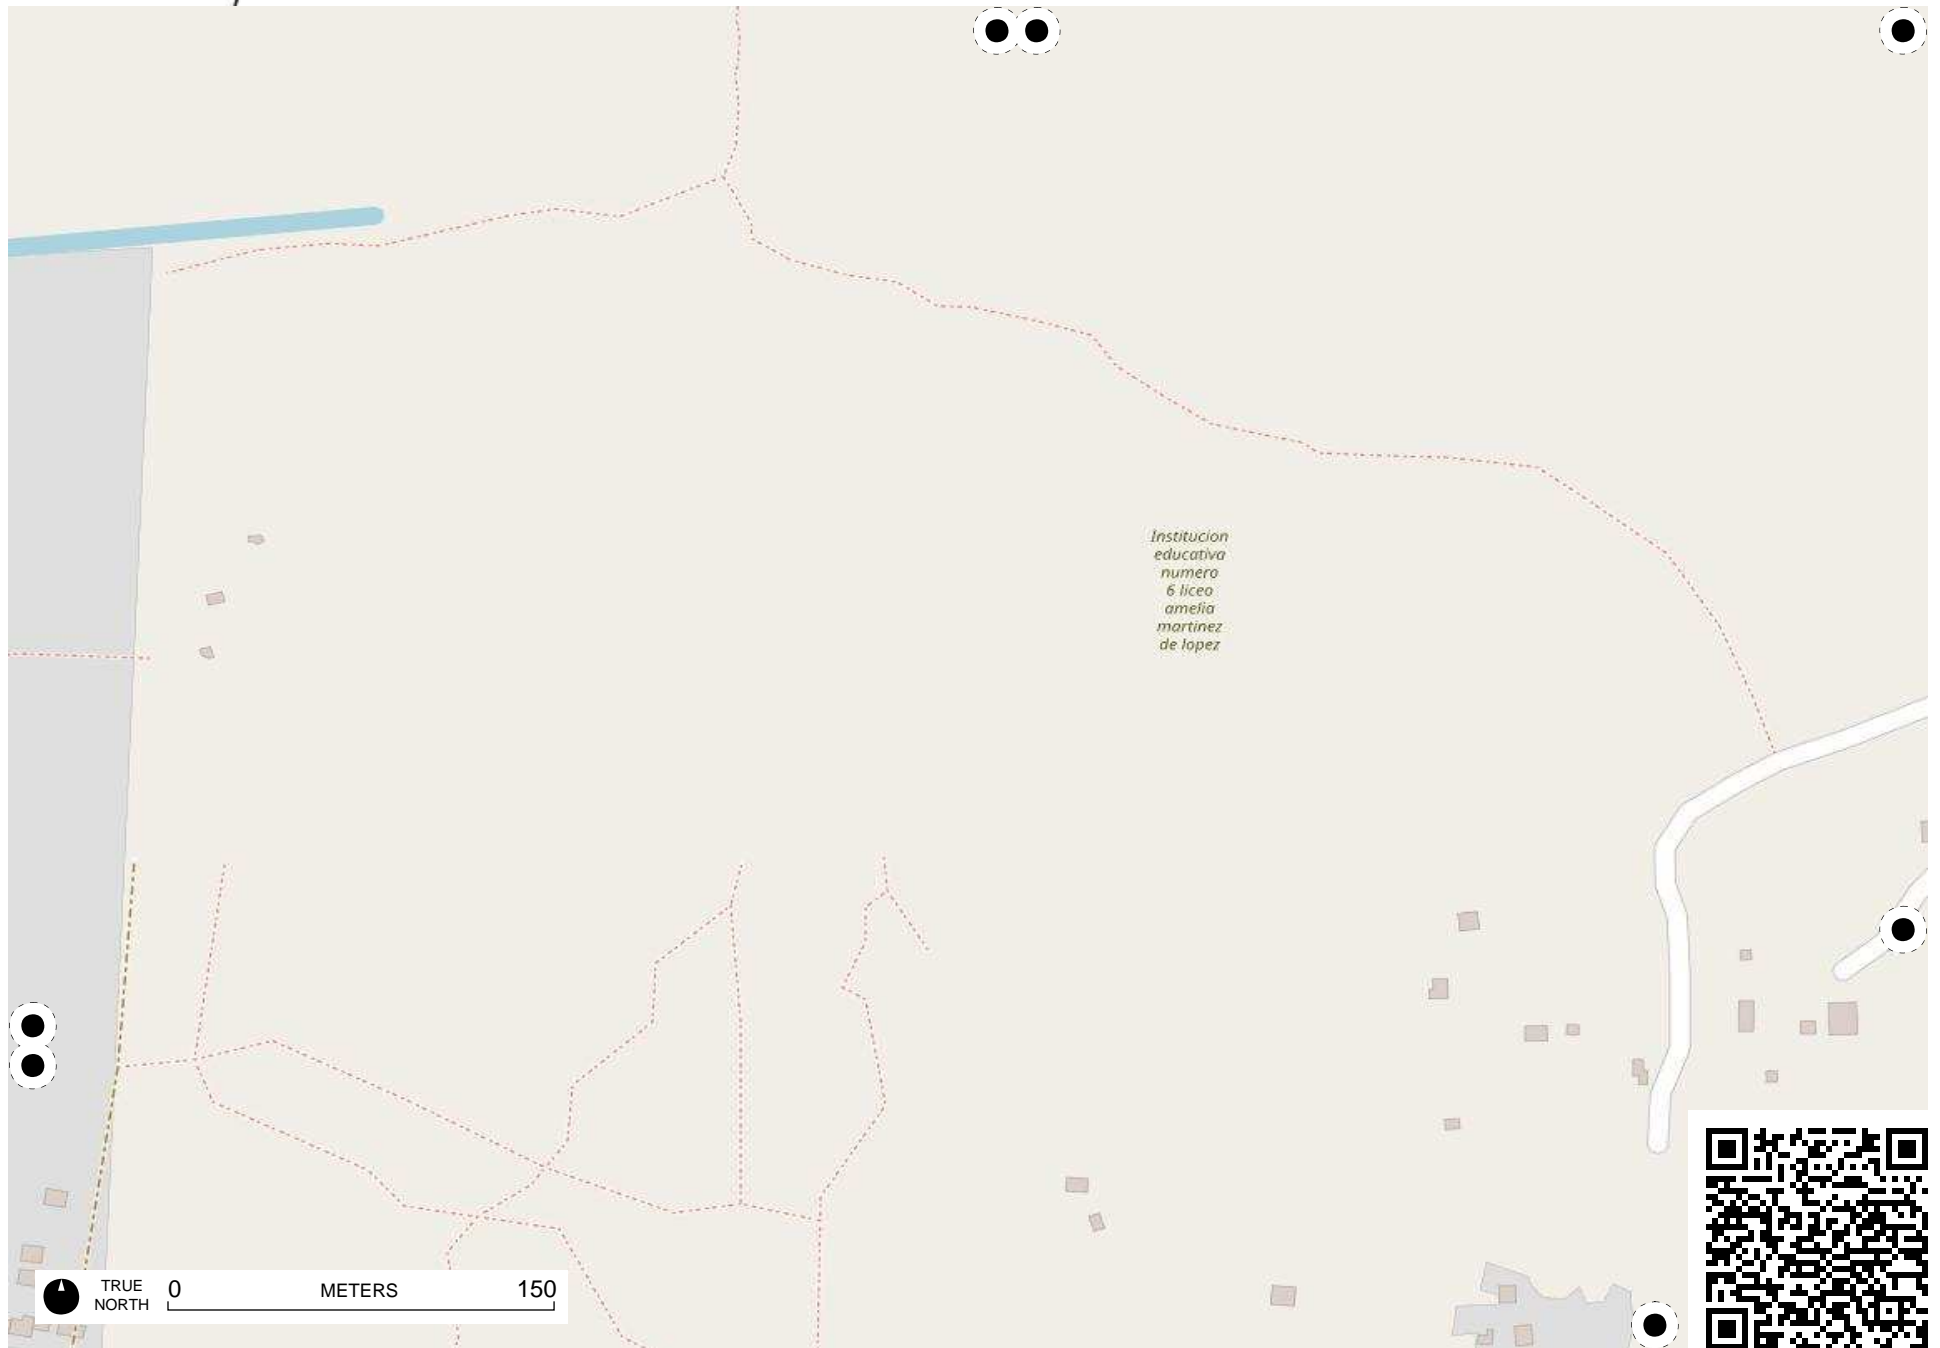 Institucion
educativa
numero
6 liceo
amelia
martinez
de lopez
TRUE
NORTH
0 METERS 150